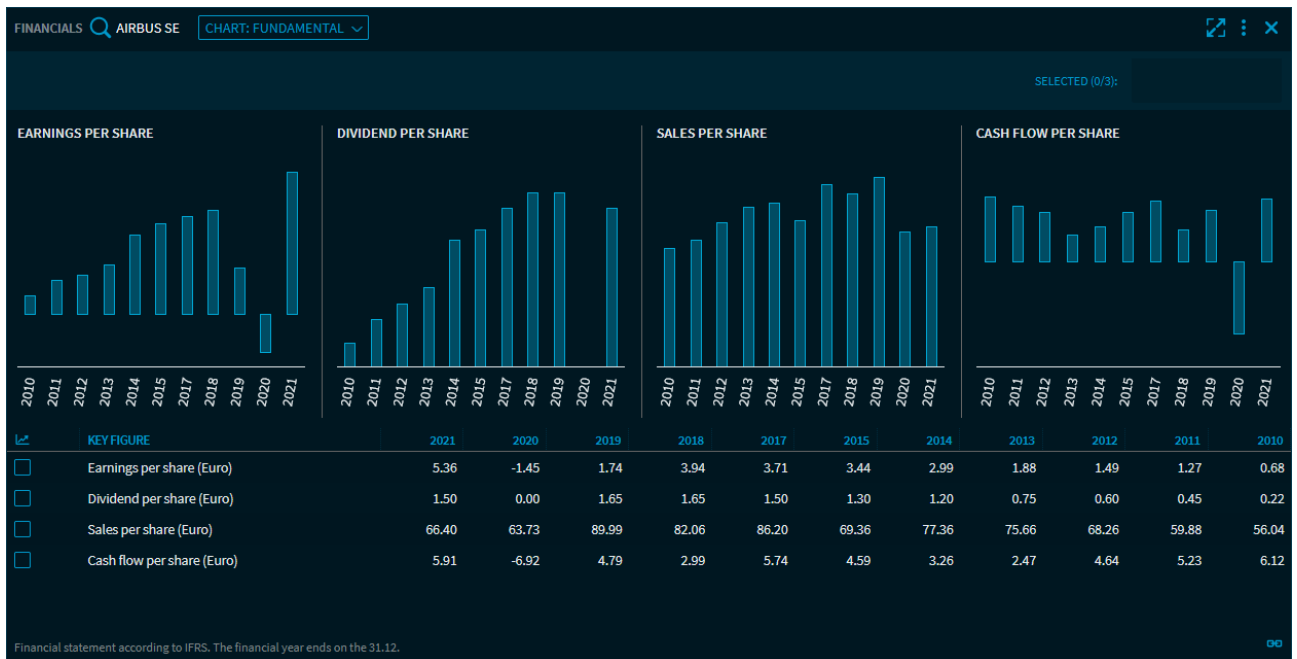 FINANCIALS AIRBUS SE CHART: FUNDAMENTAL
SELECTED (0/3):
EARNINGS PER SHARE
2010 2011 2012 2013 2014 2015 2017 2018 2019 2020 2021
DIVIDEND PER SHARE
2010 2011 2012 2013 2014 2015 2017 2018 2019 2020 2021
SALES PER SHARE
2010 2011 2012 2013 2014 2015 2017 2018 2019 2020 2021
CASH FLOW PER SHARE
2010 2011 2012 2013 2014 2015 2017 2018 2019 2020 2021
KEY FIGURE 2021 2020 2019 2018 2017 2015 2014 2013 2012 2011 2010
Earnings per share (Euro) 5.36 -1.45 1.74 3.94 3.71 3.44 2.99 1.88 1.49 1.27 0.68
Dividend per share (Euro) 1.50 0.00 1.65 1.65 1.50 1.30 1.20 0.75 0.60 0.45 0.22
Sales per share (Euro) 66.40 63.73 89.99 82.06 86.20 69.36 77.36 75.66 68.26 59.88 56.04
Cash flow per share (Euro) 5.91 -6.92 4.79 2.99 5.74 4.59 3.26 2.47 4.64 5.23 6.12
Financial statement according to IFRS. The financial year ends on the 31.12.